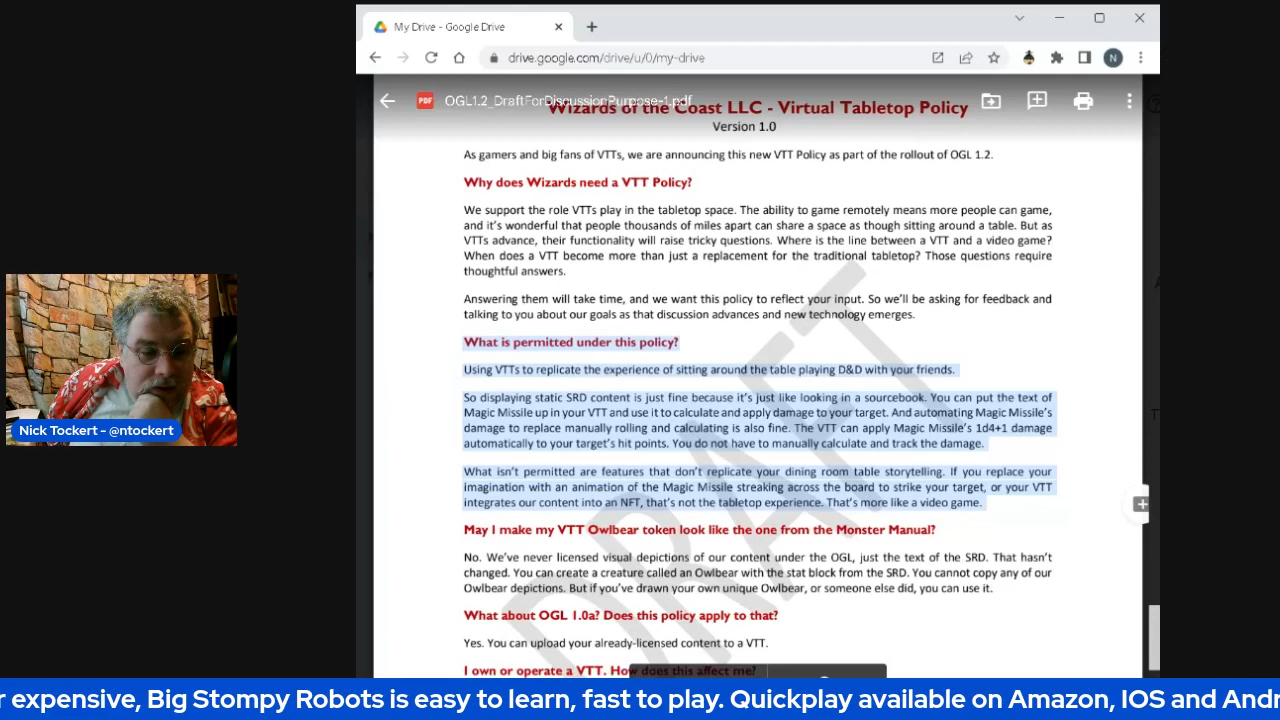 My Drive - Google Drive
drive.google.com/drive/u/0/my-drive
N
PDF
OGL1.2_DraftForDiscussionPurpose-1.pdf
Wizards of the Coast LLC - Virtual Tabletop Policy
Version 1.0
As gamers and big fans of VTTs, we are announcing this new VTT Policy as part of the rollout of OGL 1.2.
Why does Wizards need a VTT Policy?
We support the role VTTs play in the tabletop space. The ability to game remotely means more people can game,
and it's wonderful that people thousands of miles apart can share a space as though sitting around a table. But as
VTTs advance, their functionality will raise tricky questions. Where is the line between a VTT and a video game?
When does a VTT become more than just a replacement for the traditional tabletop? Those questions require
thoughtful answers.
Answering them will take time, and we want this policy to reflect your input. So we'll be asking for feedback and
talking to you about our goals as that discussion advances and new technology emerges.
What is permitted under this policy?
Using VTTs to replicate the experience of sitting around the table playing D&D with your friends.
So displaying static SRD content is just fine because it's just like looking in a sourcebook. You can put the text of
Magic Missile up in your VTT and use it to calculate and apply damage to your target. And automating Magic Missile's
damage to replace manually rolling and calculating is also fine. The VTT can apply Magic Missile's 1d4+1 damage
automatically to your target's hit points. You do not have to manually calculate and track the damage.
What isn't permitted are features that don't replicate your dining room table storytelling. If you replace your
imagination with an animation of the Magic Missile streaking across the board to strike your target, or your VTT
integrates our content into an NFT, that's not the tabletop experience. That's more like a video game.
May I make my VTT Owlbear token look like the one from the Monster Manual?
No. We've never licensed visual depictions of our content under the OGL, just the text of the SRD. That hasn't
changed. You can create a creature called an Owlbear with the stat block from the SRD. You cannot copy any of our
Owlbear depictions. But if you've drawn your own unique Owlbear, or someone else did, you can use it.
What about OGL 1.0a? Does this policy apply to that?
Yes. You can upload your already-licensed content to a VTT.
I own or operate a VTT. How does this affect me?
DRAFT
Nick Tockert - @ntockert
r expensive, Big Stompy Robots is easy to learn, fast to play. Quickplay available on Amazon, IOS and Andr